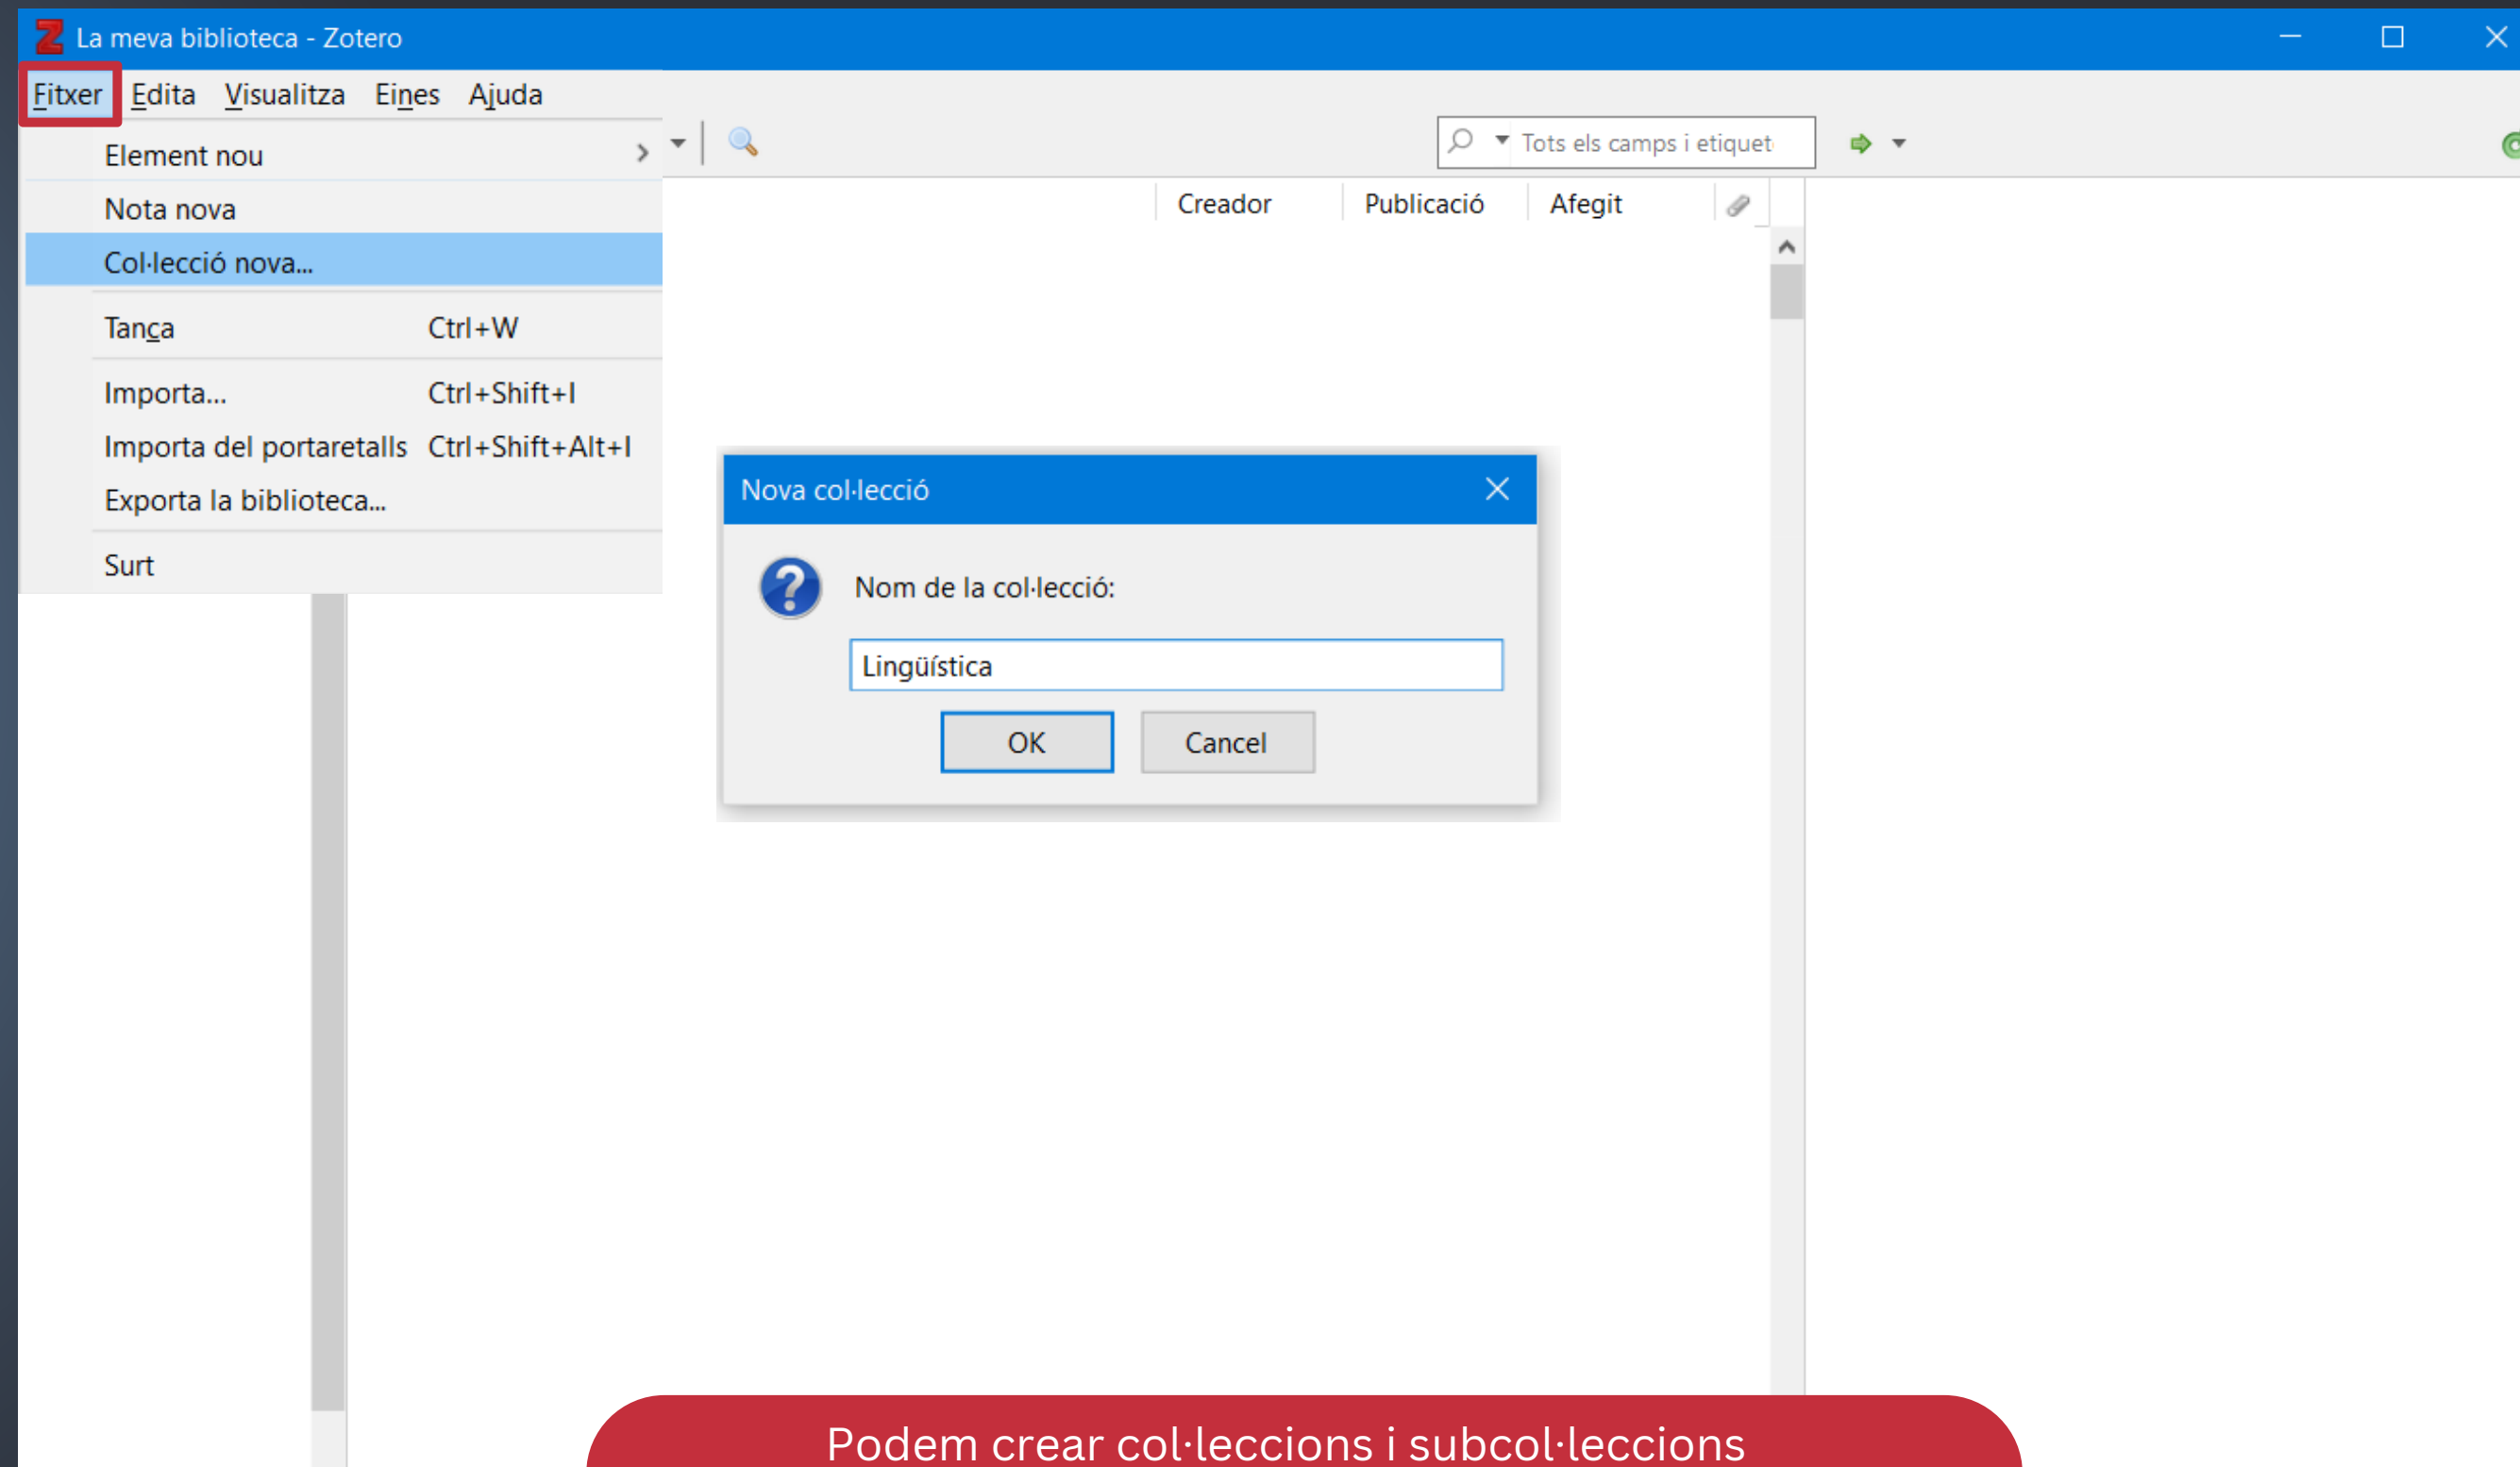 La meva biblioteca - Zotero
Fitxer Edita Visualitza Eines Ajuda
Element nou
Tots els camps i etiquet
Nota nova
Creador Publicació Afegit
Col·lecció nova...
Tanca Ctrl+W
Importa... Ctrl+Shift+I
Importa del portaretalls Ctrl+Shift+Alt+I
Exporta la biblioteca...
Surt
Nova col·lecció
Nom de la col·lecció:
Lingüística
OK Cancel
Podem crear col·leccions i subcol·leccions